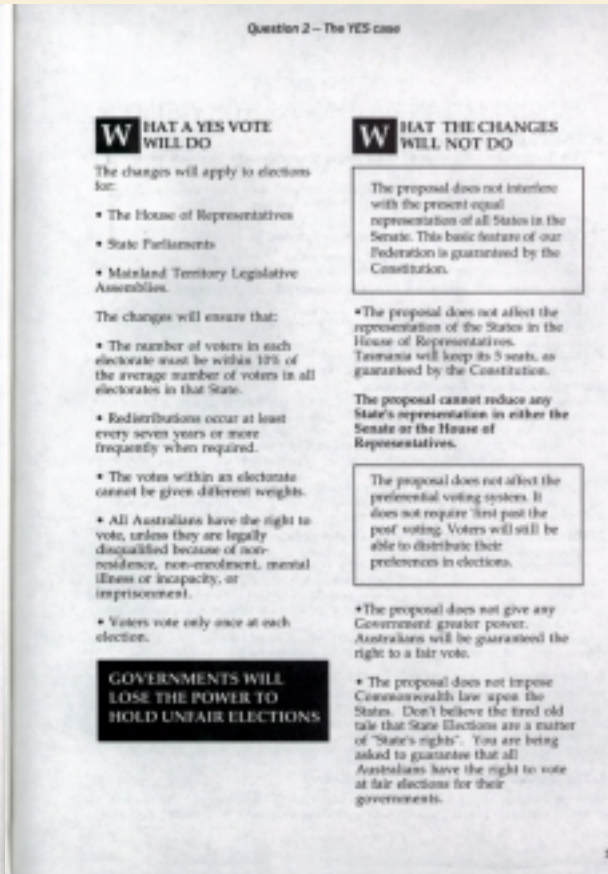 Question 2 – The YES case
WHAT A YES VOTE
WILL DO
The changes will apply to elections
for:
• The House of Representatives
• State Parliaments
• Mainland Territory Legislative
Assemblies.
The changes will ensure that:
• The number of voters in each
electorate must be within 10% of
the average number of voters in all
electorates in that State.
• Redistributions occur at least
every seven years or more
frequently when required.
• The votes within an electorate
cannot be given different weights.
• All Australians have the right to
vote, unless they are legally
disqualified because of non-
residence, non-enrolment, mental
illness or incapacity, or
imprisonment.
• Voters vote only once at each
election.
GOVERNMENTS WILL
LOSE THE POWER TO
HOLD UNFAIR ELECTIONS
WHAT THE CHANGES
WILL NOT DO
The proposal does not interfere
with the present equal
representation of all States in the
Senate. This basic feature of our
Federation is guaranteed by the
Constitution.
•The proposal does not affect the
representation of the States in the
House of Representatives.
Tasmania will keep its 5 seats, as
guaranteed by the Constitution.
The proposal cannot reduce any
State's representation in either the
Senate or the House of
Representatives.
The proposal does not affect the
preferential voting system. It
does not require 'first past the
post' voting. Voters will still be
able to distribute their
preferences in elections.
•The proposal does not give any
Government greater power.
Australians will be guaranteed the
right to a fair vote.
• The proposal does not impose
Commonwealth law upon the
States. Don't believe the tired old
tale that State Elections are a matter
of "State's rights". You are being
asked to guarantee that all
Australians have the right to vote
at fair elections for their
governments.